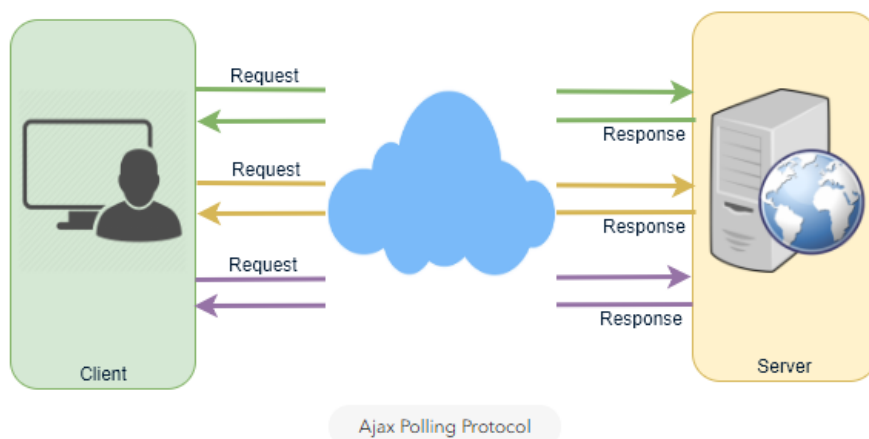 Request
Response
Request
Response
Request
Response
Client
Server
Ajax Polling Protocol